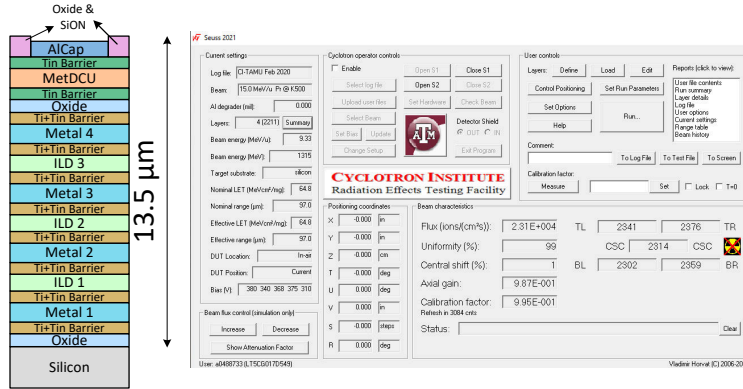 Oxide &
SiON
AlCap
Tin Barrier
MetDCU
Tin Barrier
Oxide
Ti+Tin Barrier
Metal 4
Ti+Tin Barrier
ILD 3
Ti+Tin Barrier
Metal 3
Ti+Tin Barrier
ILD 2
Ti+Tin Barrier
Metal 2
Ti+Tin Barrier
ILD 1
Ti+Tin Barrier
Metal 1
Ti+Tin Barrier
Oxide
Silicon
13.5 µm
Seuss 2021
Current settings
Log file: CI-TAMU Feb 2020
Beam: 15.0 MeV/u Pr @ K500
Al degrader (mil): 0.000
Layers: 4 (2211) Summary
Beam energy (MeV/u): 9.33
Beam energy (MeV): 1315
Target substrate: silicon
Nominal LET (MeVcm²/mg): 64.8
Nominal range (µm): 97.0
Effective LET (MeVcm²/mg): 64.8
Effective range (µm): 97.0
DUT Location: In-air
DUT Position: Current
Bias (V): 380 340 368 375 310
Beam flux control (simulation only)
Increase Decrease
Show Attenuation Factor
User: a0488733 (LT5CG017D549)
Cyclotron operator controls
Enable Open S1 Close S1
Select log file Open S2 Close S2
Upload user files Set Hardware Check Beam
Select Beam Detector Shield
Set Bias Update OUT IN
Change Setup Exit Program
ĀM
CYCLOTRON INSTITUTE
Radiation Effects Testing Facility
User controls
Layers: Define Load Edit Reports (click to view):
Control Positioning Set Run Parameters
Set Options Run...
Help
User file contents
Run summary
Layer details
Log file
User options
Current settings
Range table
Beam history
Comment:
To Log File To Test File To Screen
Calibration factor:
Measure Set Lock T=0
Positioning coordinates
X -0.000 in
Y -0.000 in
Z -0.000 cm
T -0.000 deg
U 0.000 deg
V 0.000 in
S -0.000 steps
R 0.000 deg
Beam characteristics
Flux (ions/(cm²s)): 2.31E+004 TL 2341 2376 TR
Uniformity (%): 99 CSC 2314 CSC
Central shift (%): 1 BL 2302 2359 BR
Axial gain: 9.87E-001
Calibration factor: 9.95E-001
Refresh in 3084 cnts
Status: Clear
Vladimir Horvat (C) 2006-20